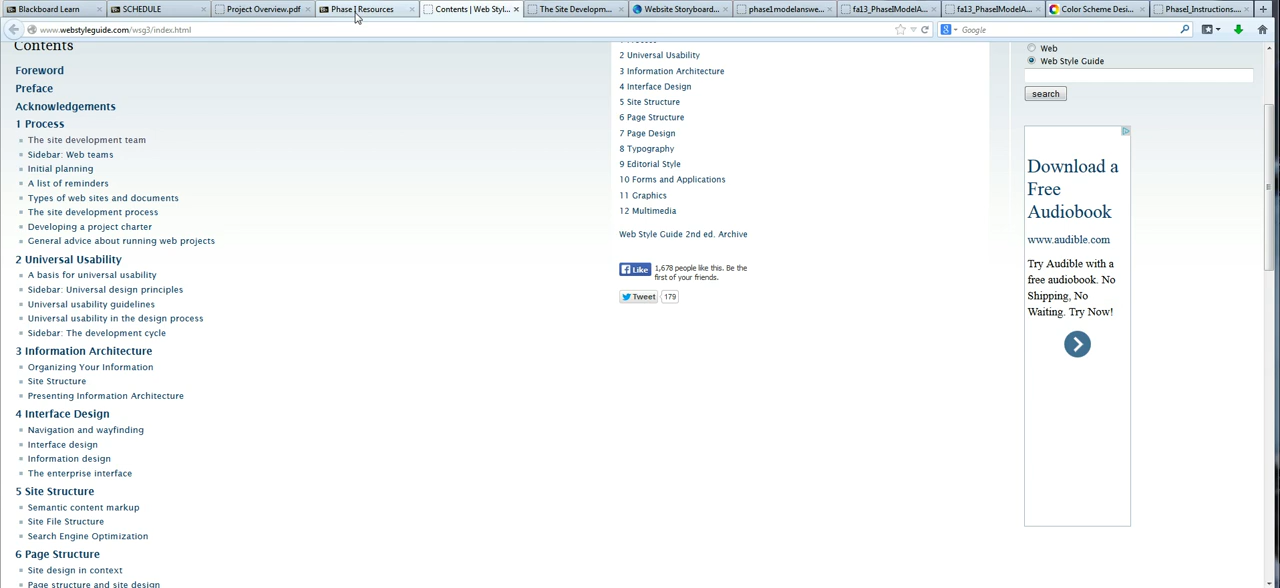 Blackboard Learn
SCHEDULE
Project Overview.pdf
Phase I Resources
Contents | Web Styl...
The Site Developm...
Website Storyboard...
phase1modelanswe...
fa13_PhaseIModelA...
fa13_PhaseIModelA...
Color Scheme Desi...
PhaseI_Instructions....
www.webstyleguide.com/wsg3/index.html
Google
Contents
Foreword
Preface
Acknowledgements
1 Process
The site development team
Sidebar: Web teams
Initial planning
A list of reminders
Types of web sites and documents
The site development process
Developing a project charter
General advice about running web projects
2 Universal Usability
A basis for universal usability
Sidebar: Universal design principles
Universal usability guidelines
Universal usability in the design process
Sidebar: The development cycle
3 Information Architecture
Organizing Your Information
Site Structure
Presenting Information Architecture
4 Interface Design
Navigation and wayfinding
Interface design
Information design
The enterprise interface
5 Site Structure
Semantic content markup
Site File Structure
Search Engine Optimization
6 Page Structure
Site design in context
Page structure and site design
2 Universal Usability
3 Information Architecture
4 Interface Design
5 Site Structure
6 Page Structure
7 Page Design
8 Typography
9 Editorial Style
10 Forms and Applications
11 Graphics
12 Multimedia
Web Style Guide 2nd ed. Archive
Like
1,678 people like this. Be the
first of your friends.
Tweet
179
Web
Web Style Guide
search
Download a
Free
Audiobook
www.audible.com
Try Audible with a
free audiobook. No
Shipping, No
Waiting. Try Now!